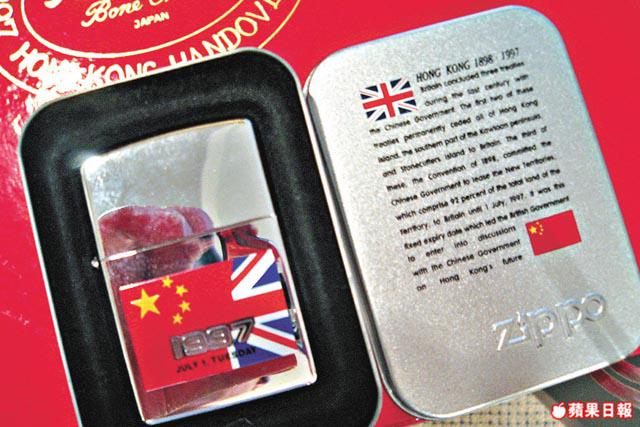 Bone
JAPAN
HONG KONG HANDOVER
HONG KONG 1898 - 1997
Britain concluded three treaties
during the last century with
the Chinese Government. The first two of these
treaties permanently ceded all of Hong Kong
Island, the southern part of the Kowloon peninsula
and Stonecutters Island to Britain. The third of
these, the Convention of 1898, committed the
Chinese Government to lease the New Territories,
which comprise 92 percent of the total land of the
territory, to Britain until 1 July, 1997. It was this
fixed expiry date which led the British Government
to enter into discussions
with the Chinese Government
on Hong Kong's future
zippo
1997
JULY 1, TUESDAY
蘋果日報